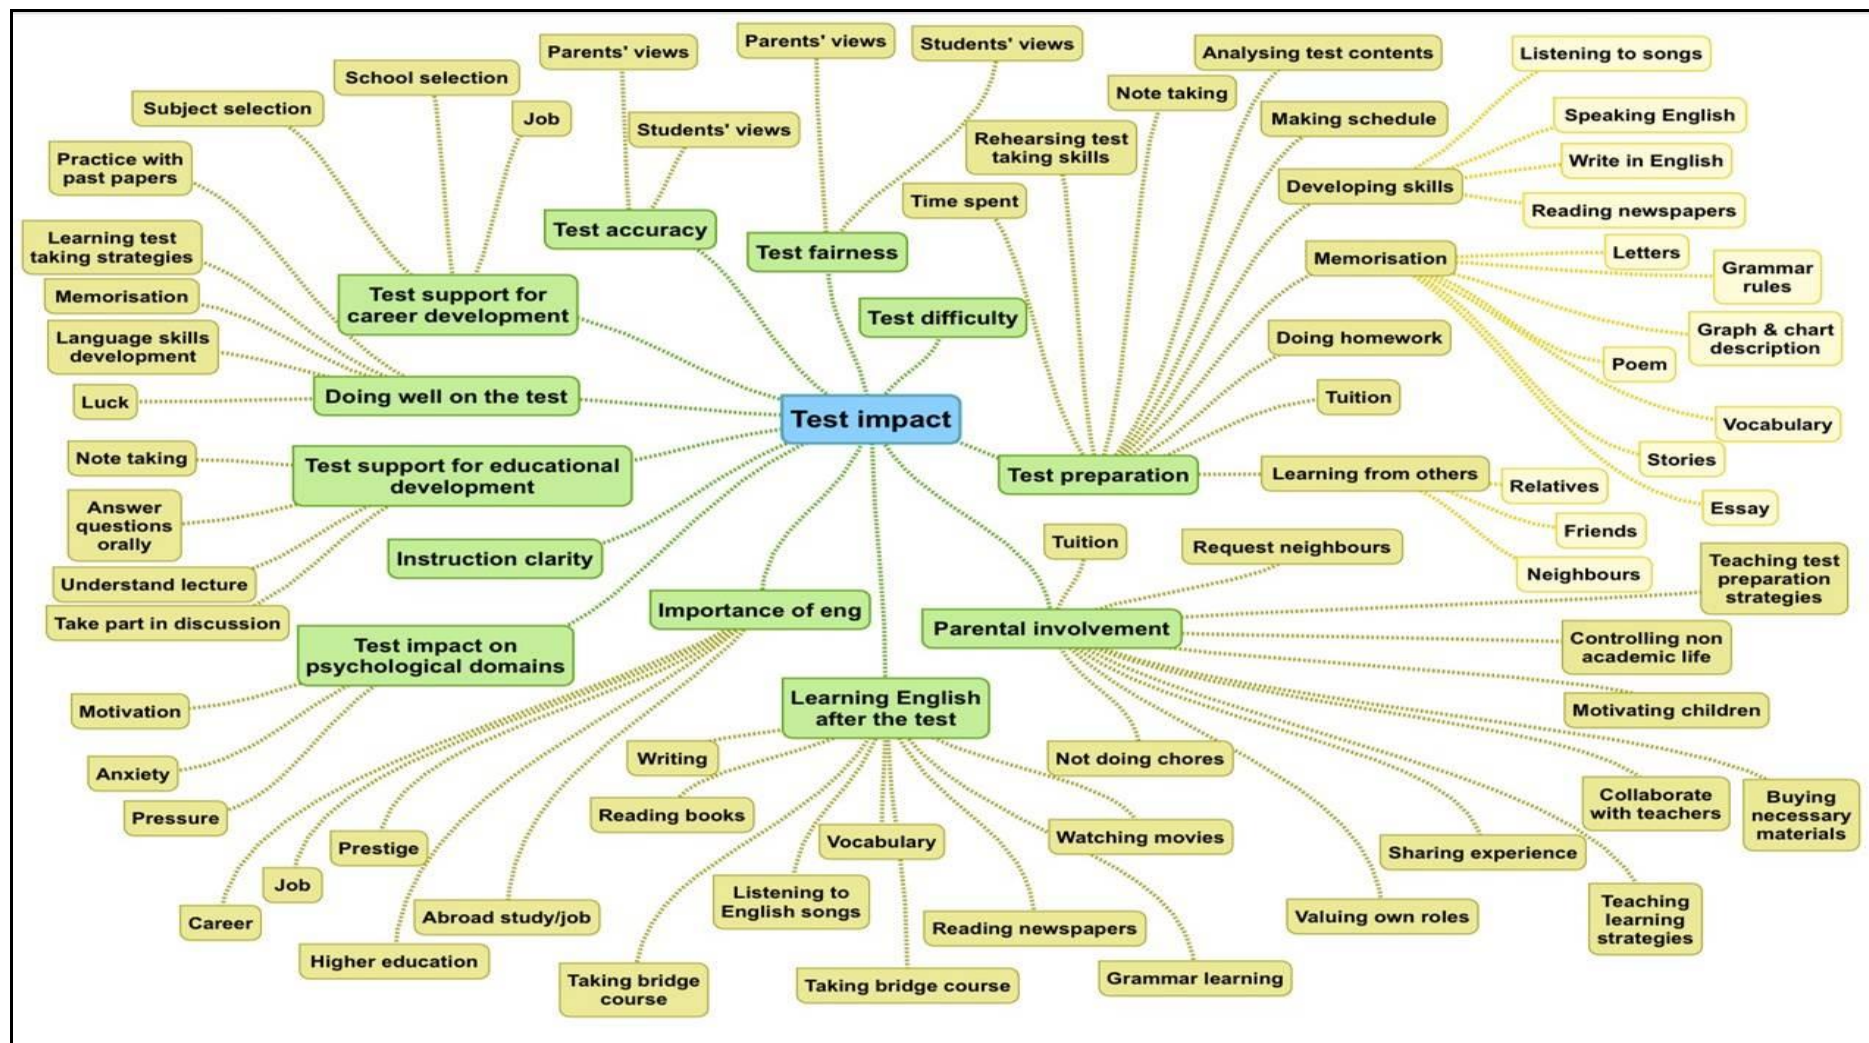 Test impact
Test accuracy
Parents' views
Students' views
Test fairness
Parents' views
Students' views
Test difficulty
Test preparation
Time spent
Rehearsing test
taking skills
Note taking
Analysing test contents
Making schedule
Developing skills
Listening to songs
Speaking English
Write in English
Reading newspapers
Memorisation
Letters
Grammar
rules
Graph & chart
description
Poem
Vocabulary
Stories
Essay
Doing homework
Tuition
Learning from others
Relatives
Friends
Neighbours
Parental involvement
Tuition
Request neighbours
Teaching test
preparation
strategies
Controlling non
academic life
Motivating children
Buying
necessary
materials
Collaborate
with teachers
Teaching
learning
strategies
Sharing experience
Valuing own roles
Not doing chores
Learning English
after the test
Writing
Reading books
Taking bridge
course
Listening to
English songs
Vocabulary
Taking bridge course
Reading newspapers
Grammar learning
Watching movies
Importance of eng
Career
Job
Prestige
Higher education
Abroad study/job
Test impact on
psychological domains
Motivation
Anxiety
Pressure
Instruction clarity
Test support for educational
development
Note taking
Answer
questions
orally
Understand lecture
Take part in discussion
Doing well on the test
Practice with
past papers
Learning test
taking strategies
Memorisation
Language skills
development
Luck
Test support for
career development
Subject selection
School selection
Job